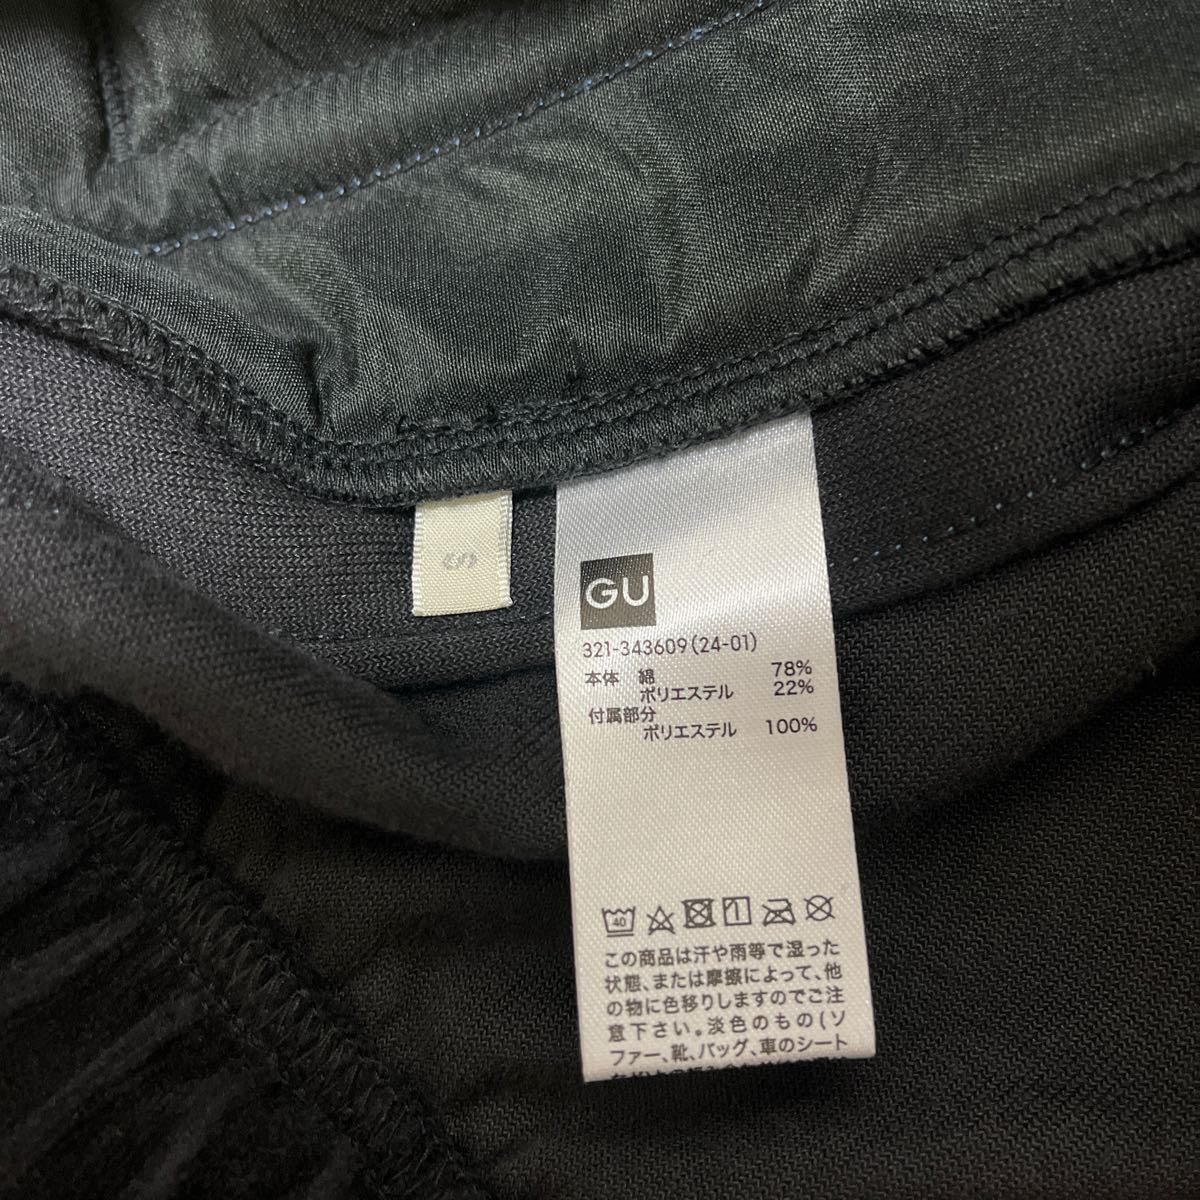 S
GU
321-343609(24-01)
本体 綿 78%
ポリエステル 22%
付属部分
ポリエステル 100%
40
この商品は汗や雨等で湿った
状態、または摩擦によって、他
の物に色移りしますのでご注
意下さい。淡色のもの(ソ
ファー、靴、バッグ、車のシート